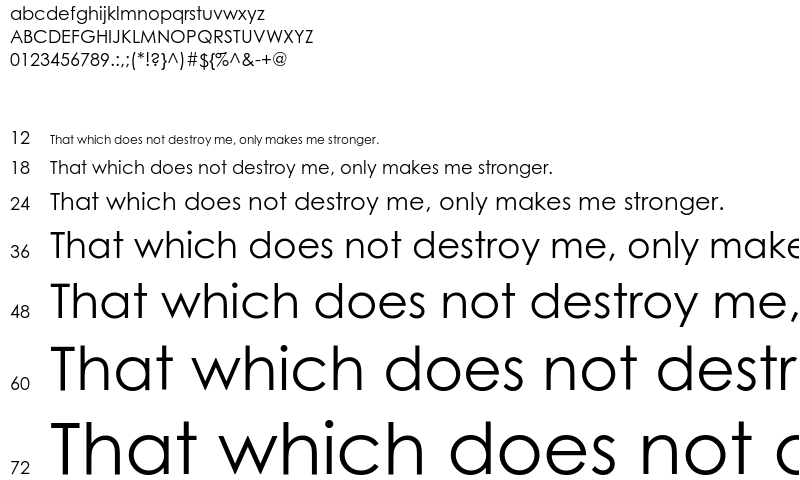 abcdefghijklmnopqrstuvwxyz
ABCDEFGHIJKLMNOPQRSTUVWXYZ
0123456789.:,;(*!?}^)#${%^&-+@
12 That which does not destroy me, only makes me stronger.
18 That which does not destroy me, only makes me stronger.
24 That which does not destroy me, only makes me stronger.
36 That which does not destroy me, only make
48 That which does not destroy me,
60 That which does not destr
72 That which does not d